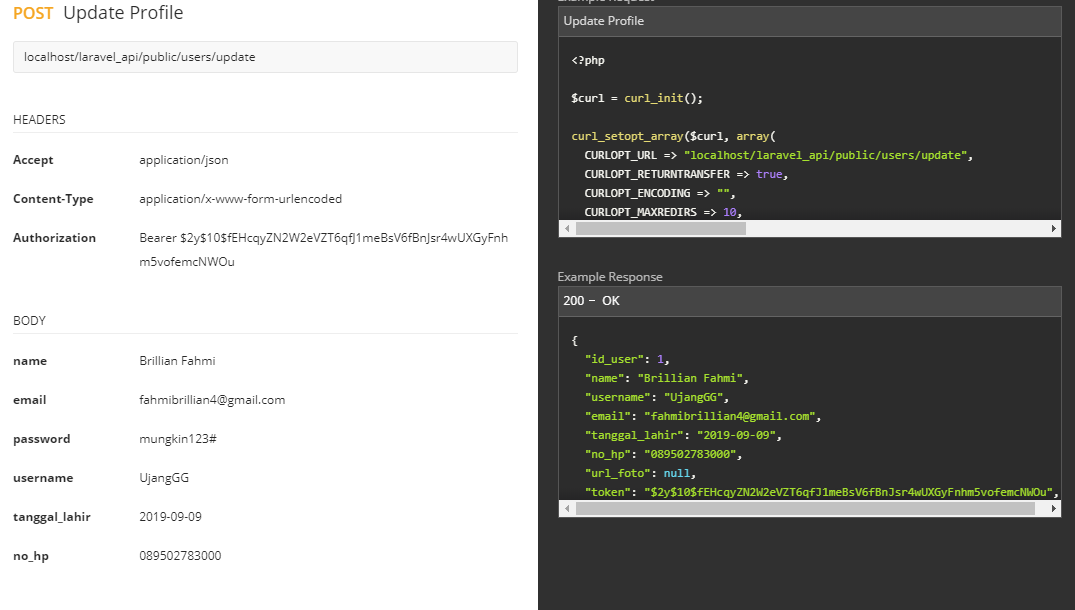 POST Update Profile
localhost/laravel_api/public/users/update
HEADERS
Accept application/json
Content-Type application/x-www-form-urlencoded
Authorization Bearer $2y$10$fEHcqyZN2W2eVZT6qfJ1meBsV6fBnJsr4wUXGyFnh
m5vofemcNWOu
BODY
name Brillian Fahmi
email fahmibrillian4@gmail.com
password mungkin123#
username UjangGG
tanggal_lahir 2019-09-09
no_hp 089502783000
Example Request
Update Profile
<?php
$curl = curl_init();
curl_setopt_array($curl, array(
CURLOPT_URL => "localhost/laravel_api/public/users/update",
CURLOPT_RETURNTRANSFER => true,
CURLOPT_ENCODING => "",
CURLOPT_MAXREDIRS => 10,
Example Response
200 − OK
{
"id_user": 1,
"name": "Brillian Fahmi",
"username": "UjangGG",
"email": "fahmibrillian4@gmail.com",
"tanggal_lahir": "2019-09-09",
"no_hp": "089502783000",
"url_foto": null,
"token": "$2y$10$fEHcqyZN2W2eVZT6qfJ1meBsV6fBnJsr4wUXGyFnhm5vofemcNWOu",